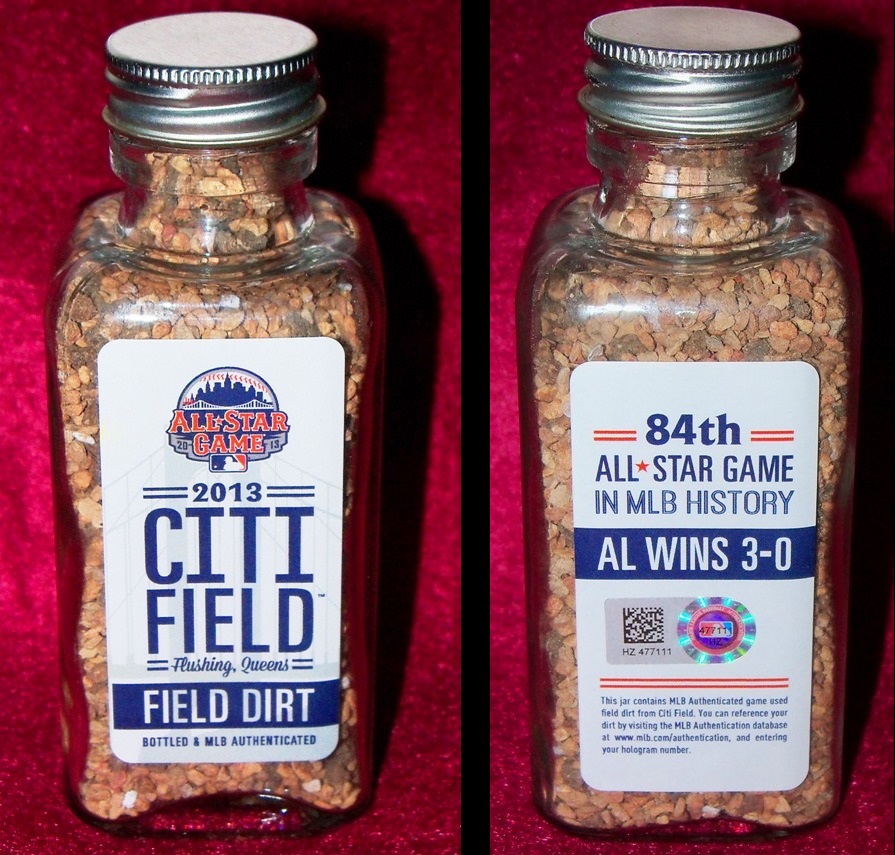 ALL★STAR
GAME
20 13
2013
CITI
FIELD™
Flushing, Queens
FIELD DIRT
BOTTLED & MLB AUTHENTICATED
84th
ALL★STAR GAME
IN MLB HISTORY
AL WINS 3-0
477111
HZ
HZ 477111
This jar contains MLB Authenticated game used
field dirt from Citi Field. You can reference your
dirt by visiting the MLB Authentication database
at www.mlb.com/authentication, and entering
your hologram number.